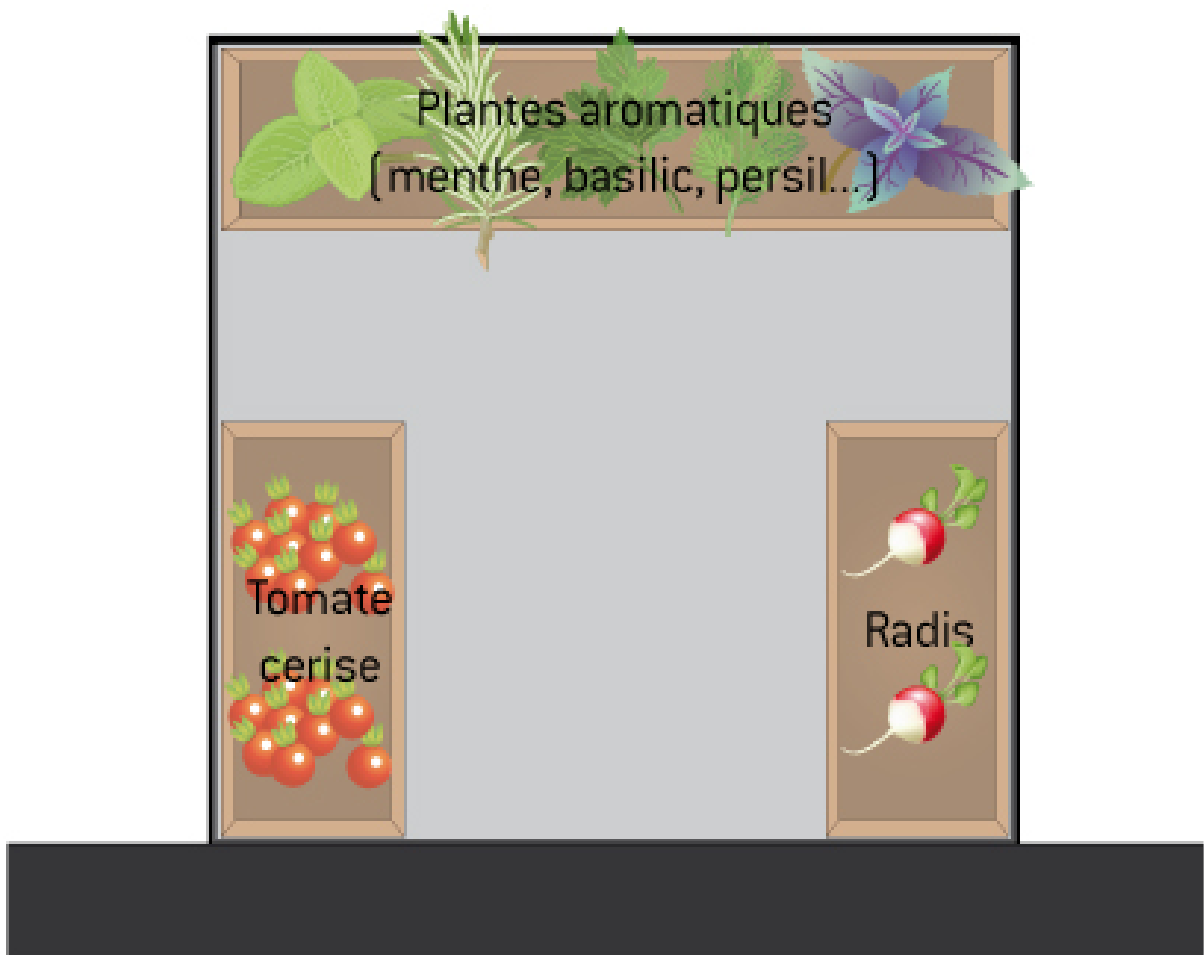 Plantes aromatiques
(menthe, basilic, persil...)
Tomate
cerise
Radis